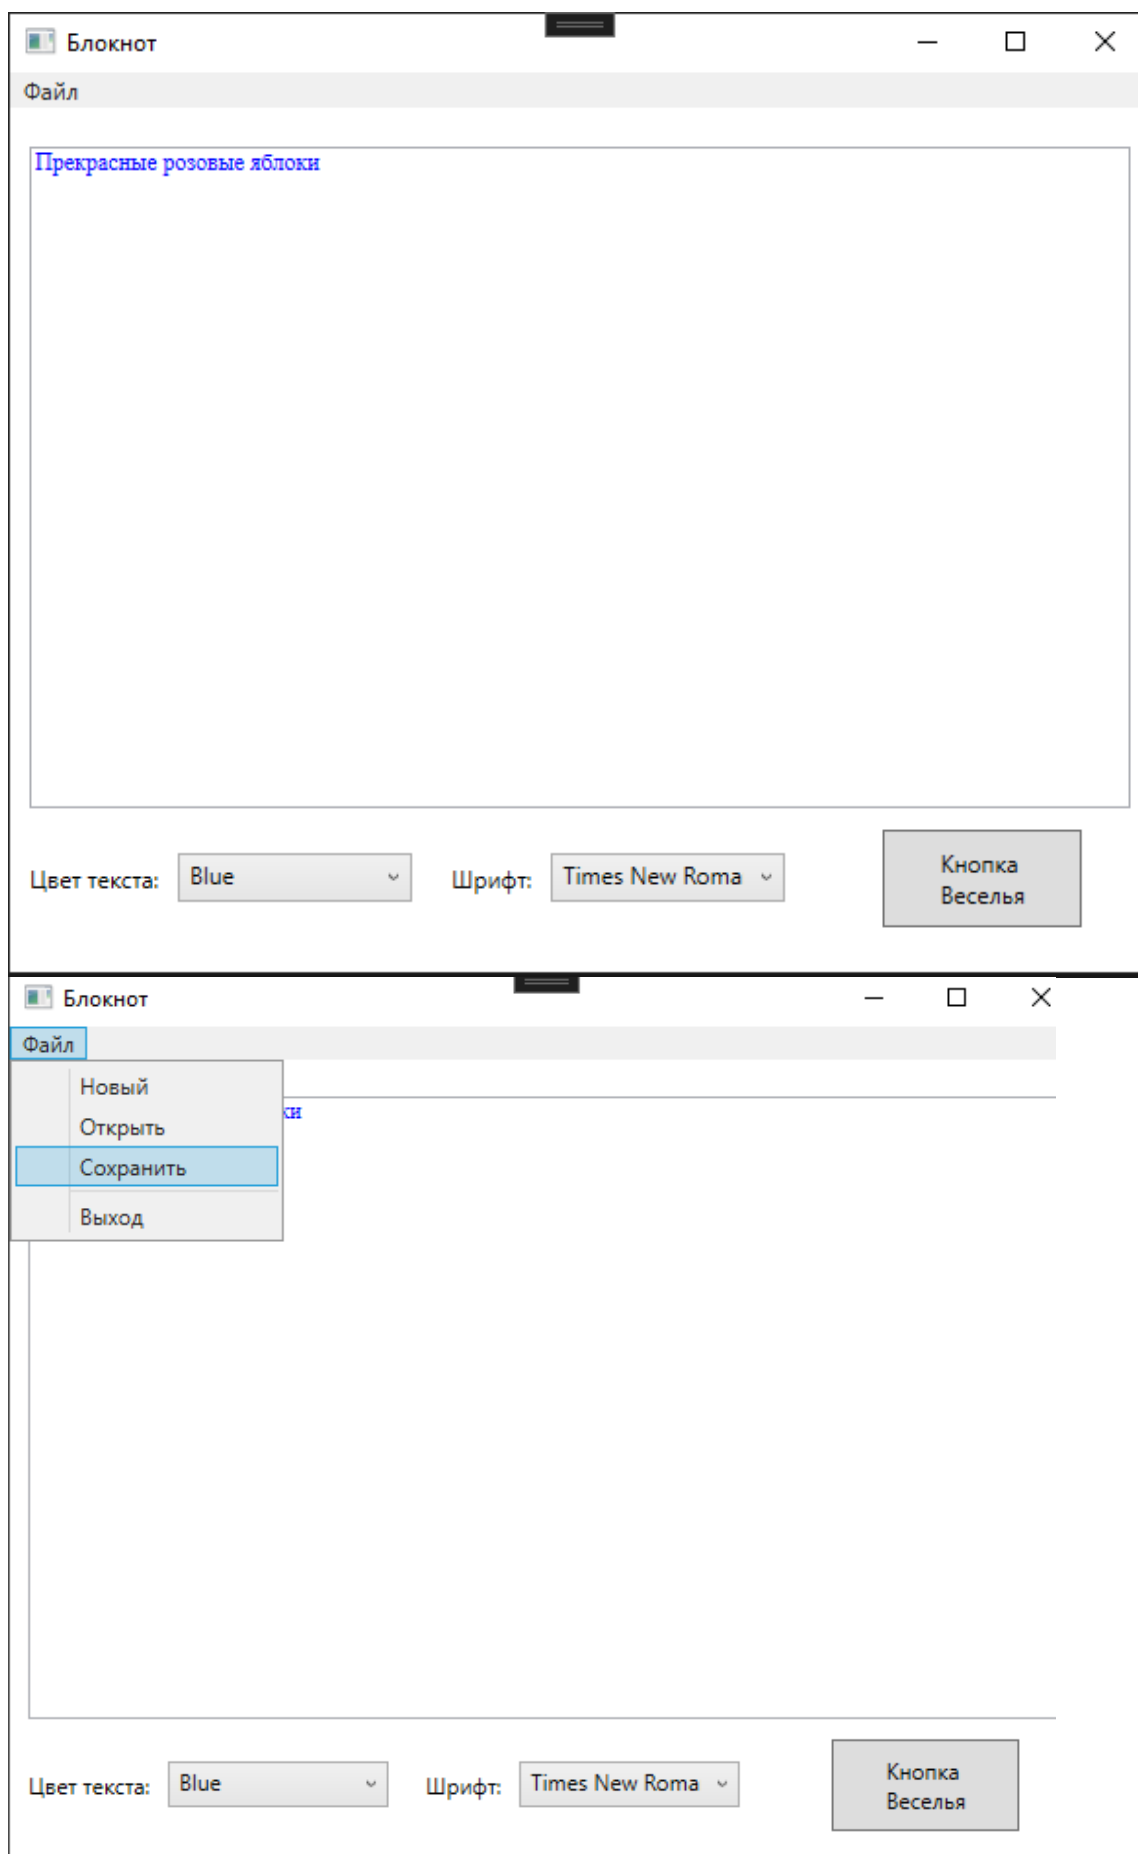 Блокнот
Файл
Прекрасные розовые яблоки
Цвет текста: Blue Шрифт: Times New Roma Кнопка
Веселья
Блокнот
Файл
Новый
ки
Открыть
Сохранить
Выход
Цвет текста: Blue Шрифт: Times New Roma Кнопка
Веселья